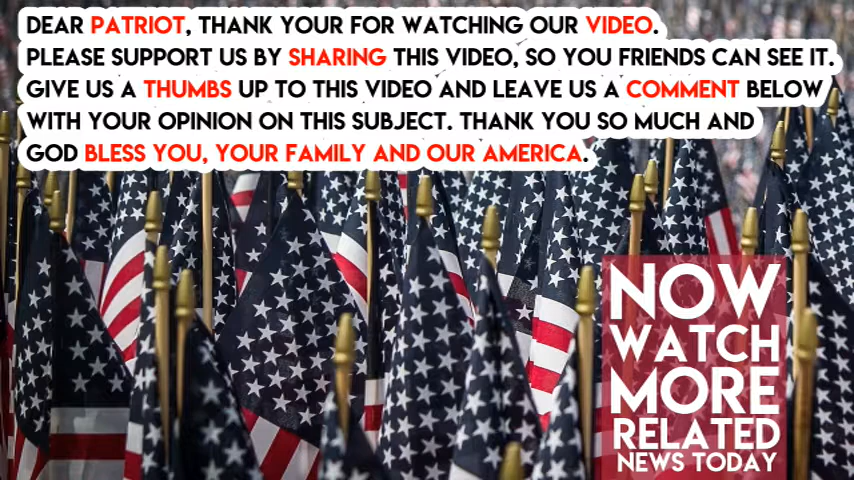 DEAR PATRIOT, THANK YOUR FOR WATCHING OUR VIDEO.
PLEASE SUPPORT US BY SHARING THIS VIDEO, SO YOU FRIENDS CAN SEE IT.
GIVE US A THUMBS UP TO THIS VIDEO AND LEAVE US A COMMENT BELOW
WITH YOUR OPINION ON THIS SUBJECT. THANK YOU SO MUCH AND
GOD BLESS YOU, YOUR FAMILY AND OUR AMERICA.
NOW
WATCH
MORE
RELATED
NEWS TODAY